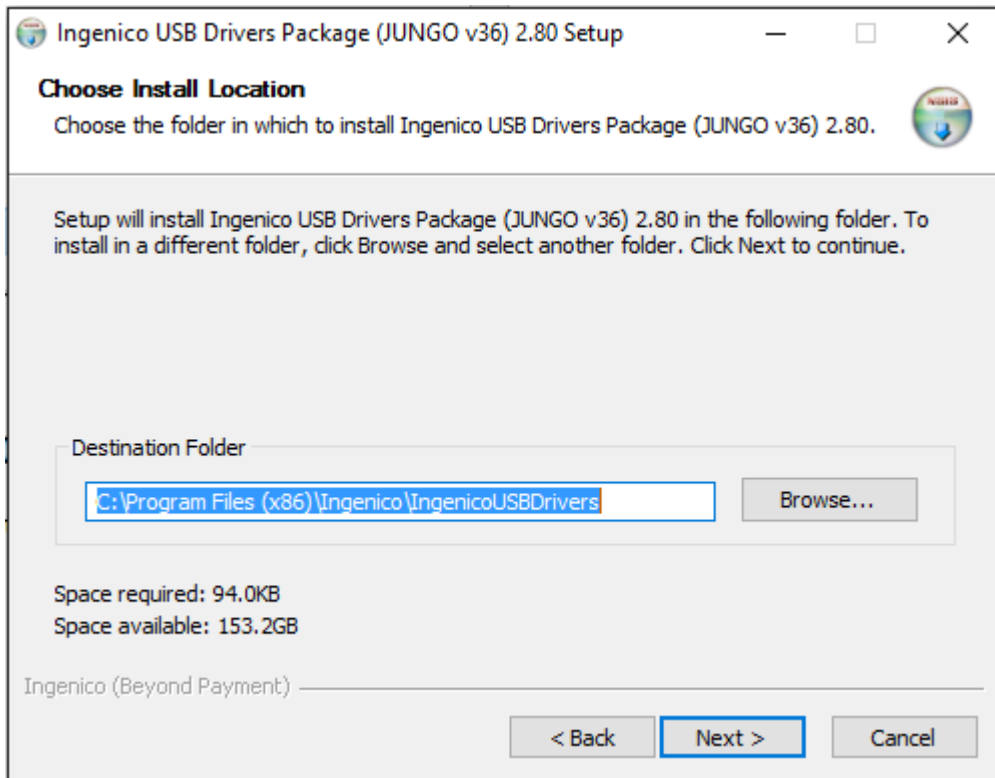 Ingenico USB Drivers Package (JUNGO v36) 2.80 Setup
Choose Install Location
Choose the folder in which to install Ingenico USB Drivers Package (JUNGO v36) 2.80.
Setup will install Ingenico USB Drivers Package (JUNGO v36) 2.80 in the following folder. To
install in a different folder, click Browse and select another folder. Click Next to continue.
Destination Folder
C:\Program Files (x86)\Ingenico\IngenicoUSBDrivers
Browse...
Space required: 94.0KB
Space available: 153.2GB
Ingenico (Beyond Payment)
< Back
Next >
Cancel